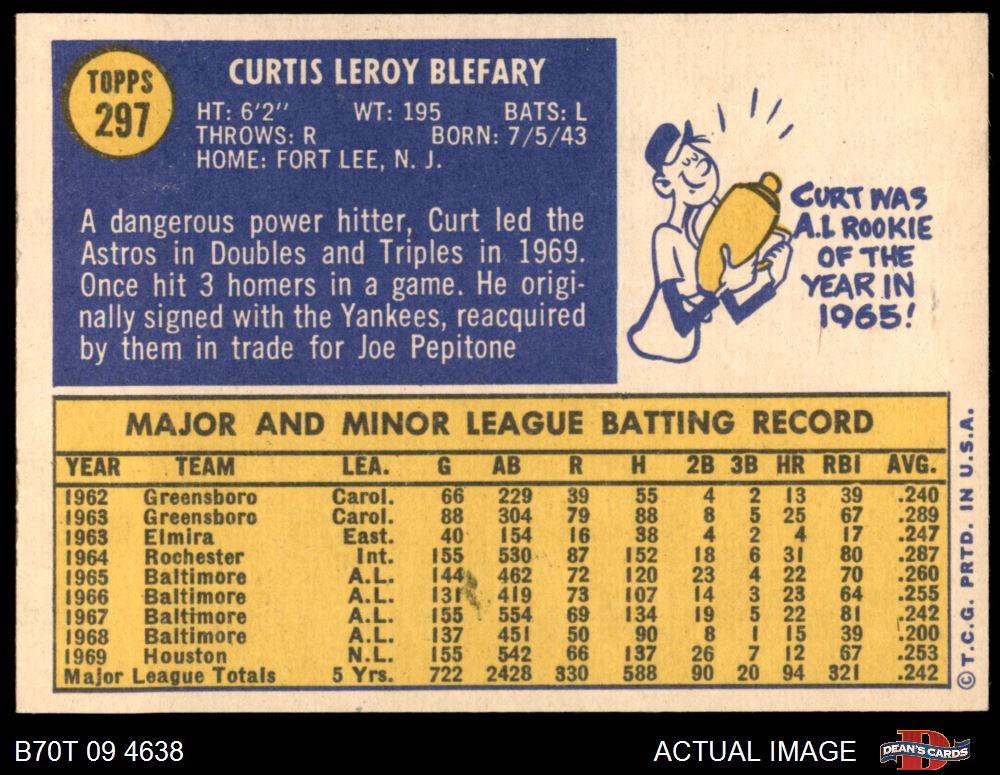 TOPPS
297
CURTIS LEROY BLEFARY
HT: 6'2" WT: 195 BATS: L
THROWS: R BORN: 7/5/43
HOME: FORT LEE, N. J.
A dangerous power hitter, Curt led the
Astros in Doubles and Triples in 1969.
Once hit 3 homers in a game. He origi-
nally signed with the Yankees, reacquired
by them in trade for Joe Pepitone
CURT WAS
A.L ROOKIE
OF THE
YEAR IN
1965!
MAJOR AND MINOR LEAGUE BATTING RECORD
YEAR TEAM LEA. G AB R H 2B 3B HR RBI AVG.
1962 Greensboro Carol. 66 229 39 55 4 2 13 39 .240
1963 Greensboro Carol. 88 304 79 88 8 5 25 67 .289
1963 Elmira East. 40 154 16 38 4 2 4 17 .247
1964 Rochester Int. 155 530 87 152 18 6 31 80 .287
1965 Baltimore A.L. 144 462 72 120 23 4 22 70 .260
1966 Baltimore A.L. 131 419 73 107 14 3 23 64 .255
1967 Baltimore A.L. 155 554 69 134 19 5 22 81 .242
1968 Baltimore A.L. 137 451 50 90 8 1 15 39 .200
1969 Houston N.L. 155 542 66 137 26 7 12 67 .253
Major League Totals 5 Yrs. 722 2428 330 588 90 20 94 321 .242
© T.C.G. PRTD. IN U.S.A.
B70T 09 4638
ACTUAL IMAGE
D
DEAN'S CARDS